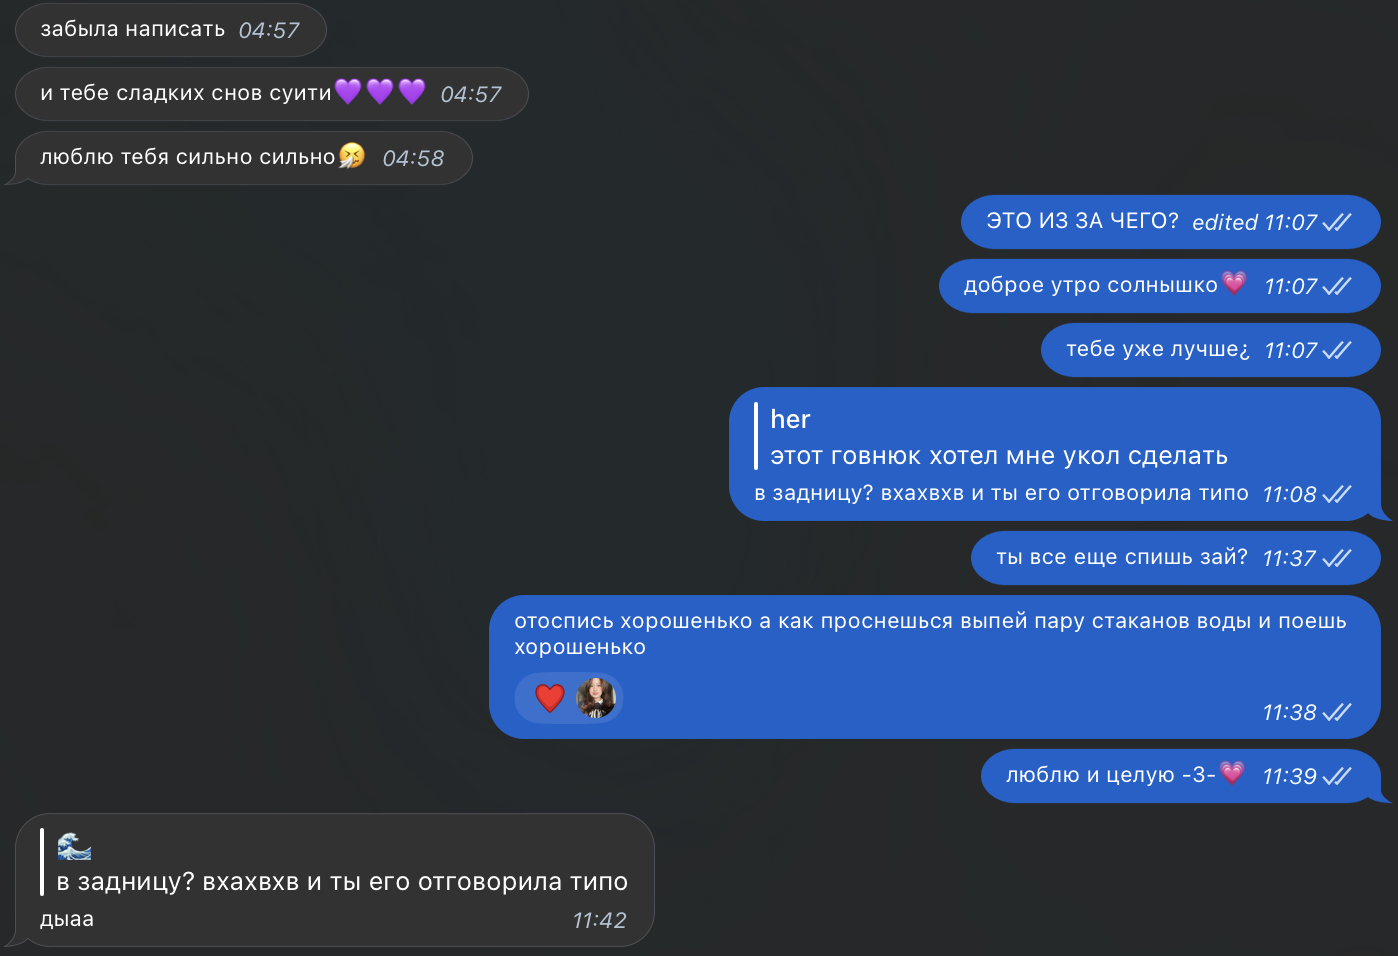 забыла написать 04:57
и тебе сладких снов суити💜💜💜 04:57
люблю тебя сильно сильно🤧 04:58
ЭТО ИЗ ЗА ЧЕГО? edited 11:07
доброе утро солнышко💗 11:07
тебе уже лучше¿ 11:07
her
этот говнюк хотел мне укол сделать
в задницу? вхахвхв и ты его отговорила типо 11:08
ты все еще спишь зай? 11:37
отоспись хорошенько а как проснешься выпей пару стаканов воды и поешь
хорошенько
❤️
11:38
люблю и целую -3-💗 11:39
🌊
в задницу? вхахвхв и ты его отговорила типо
дыаа 11:42